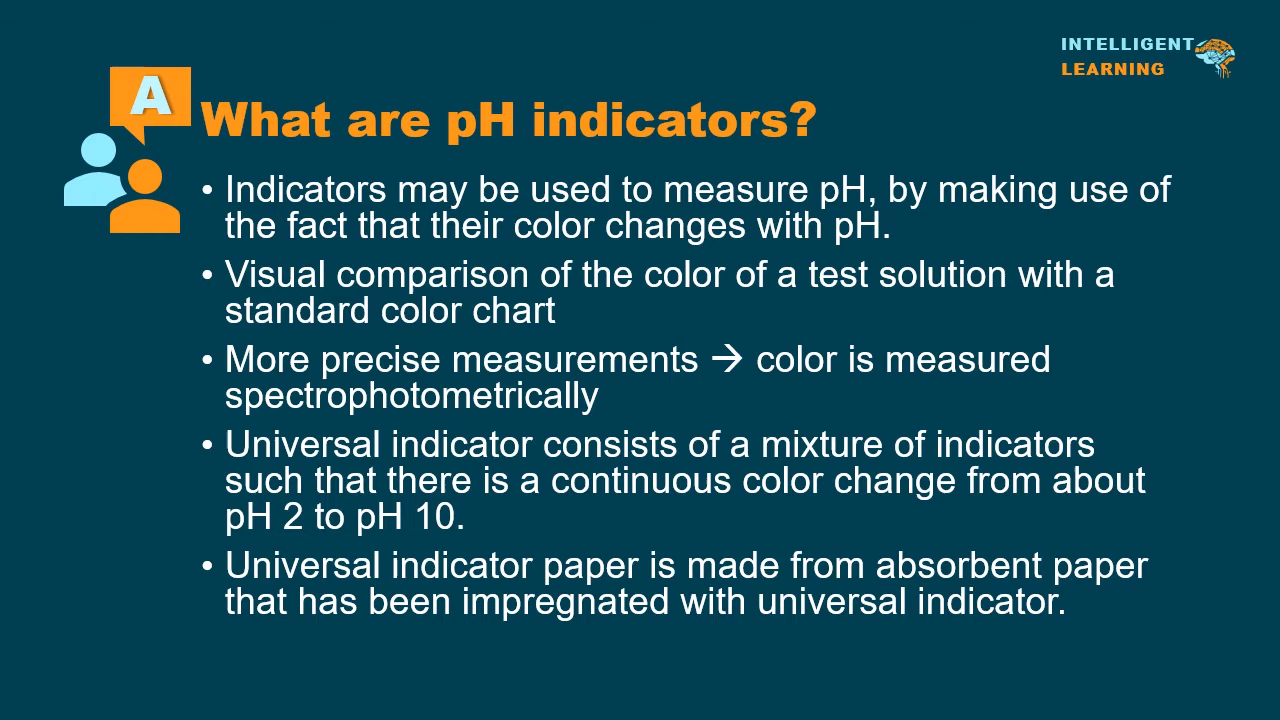 INTELLIGENT
LEARNING
A
What are pH indicators?
• Indicators may be used to measure pH, by making use of
the fact that their color changes with pH.
• Visual comparison of the color of a test solution with a
standard color chart
• More precise measurements → color is measured
spectrophotometrically
• Universal indicator consists of a mixture of indicators
such that there is a continuous color change from about
pH 2 to pH 10.
• Universal indicator paper is made from absorbent paper
that has been impregnated with universal indicator.